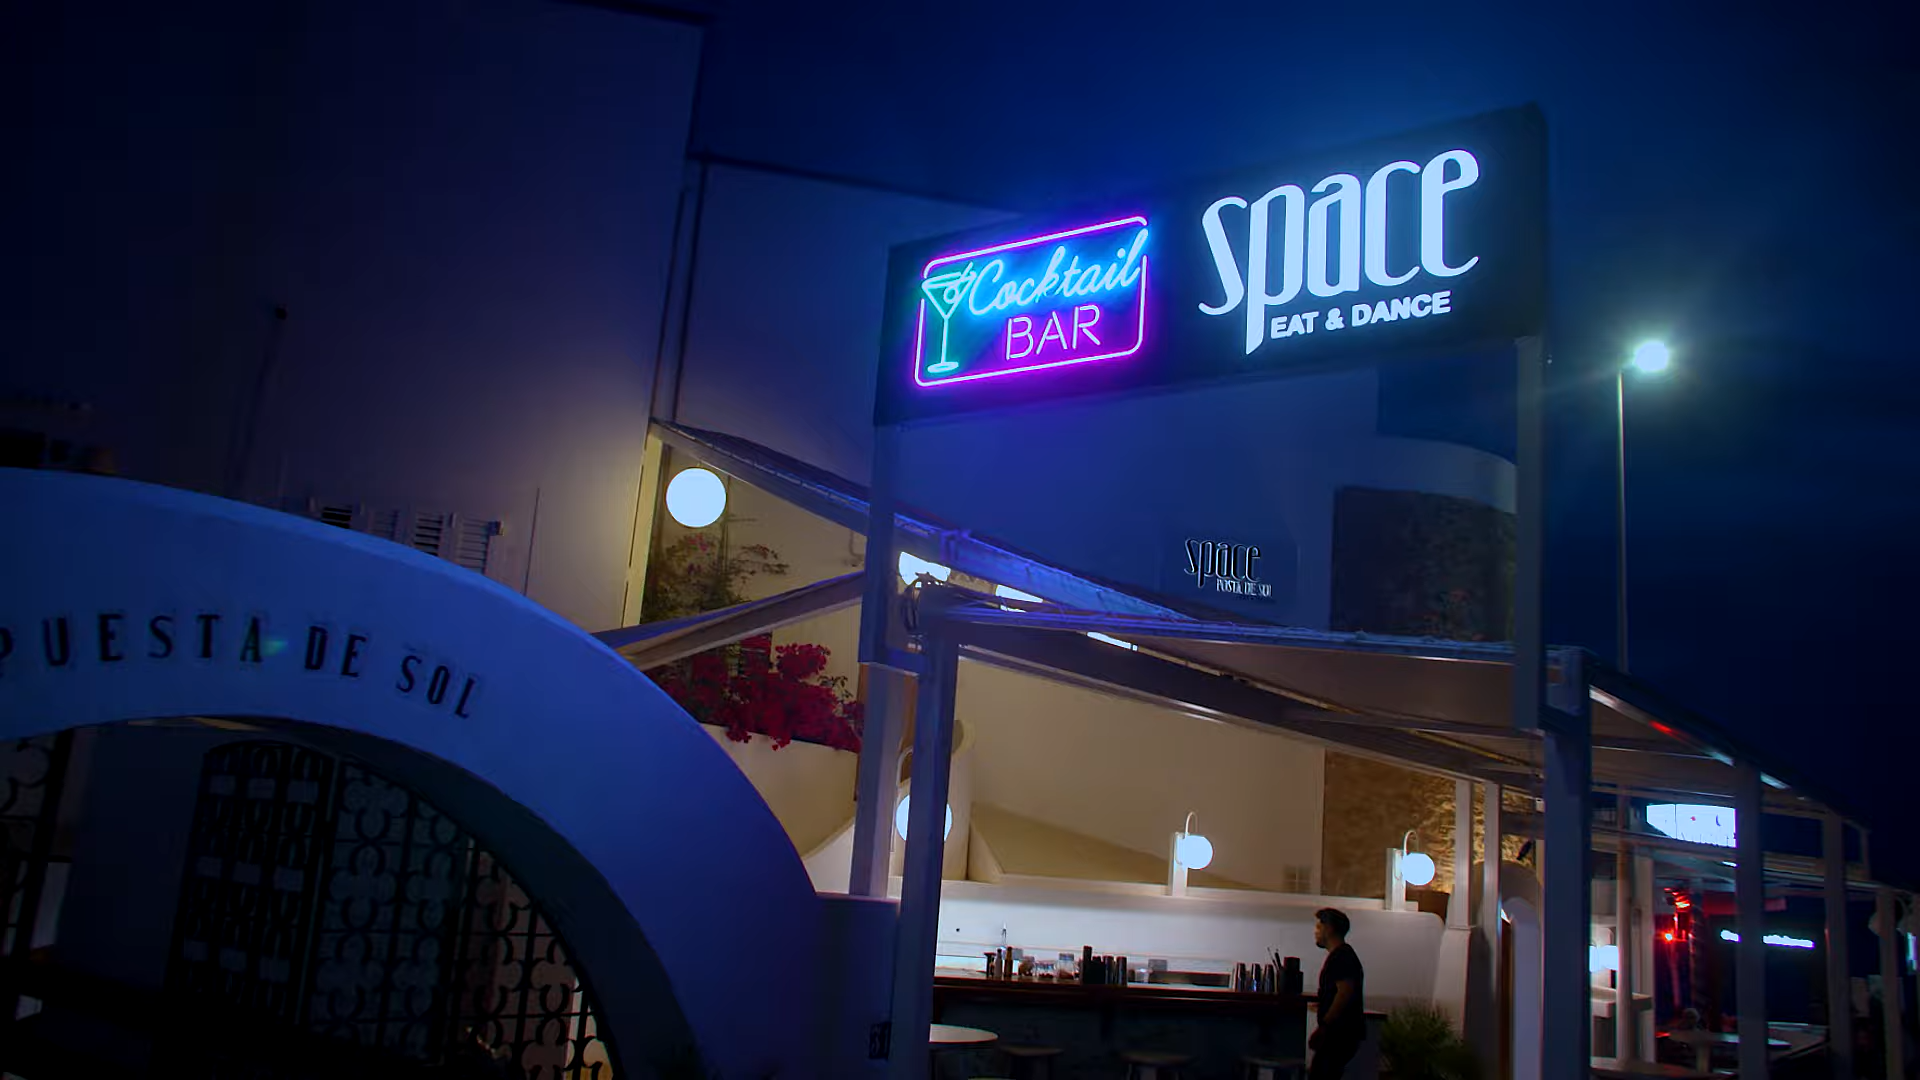 Cocktail
BAR
space
EAT & DANCE
space
POSTA DE SOL
PUESTA DE SOL